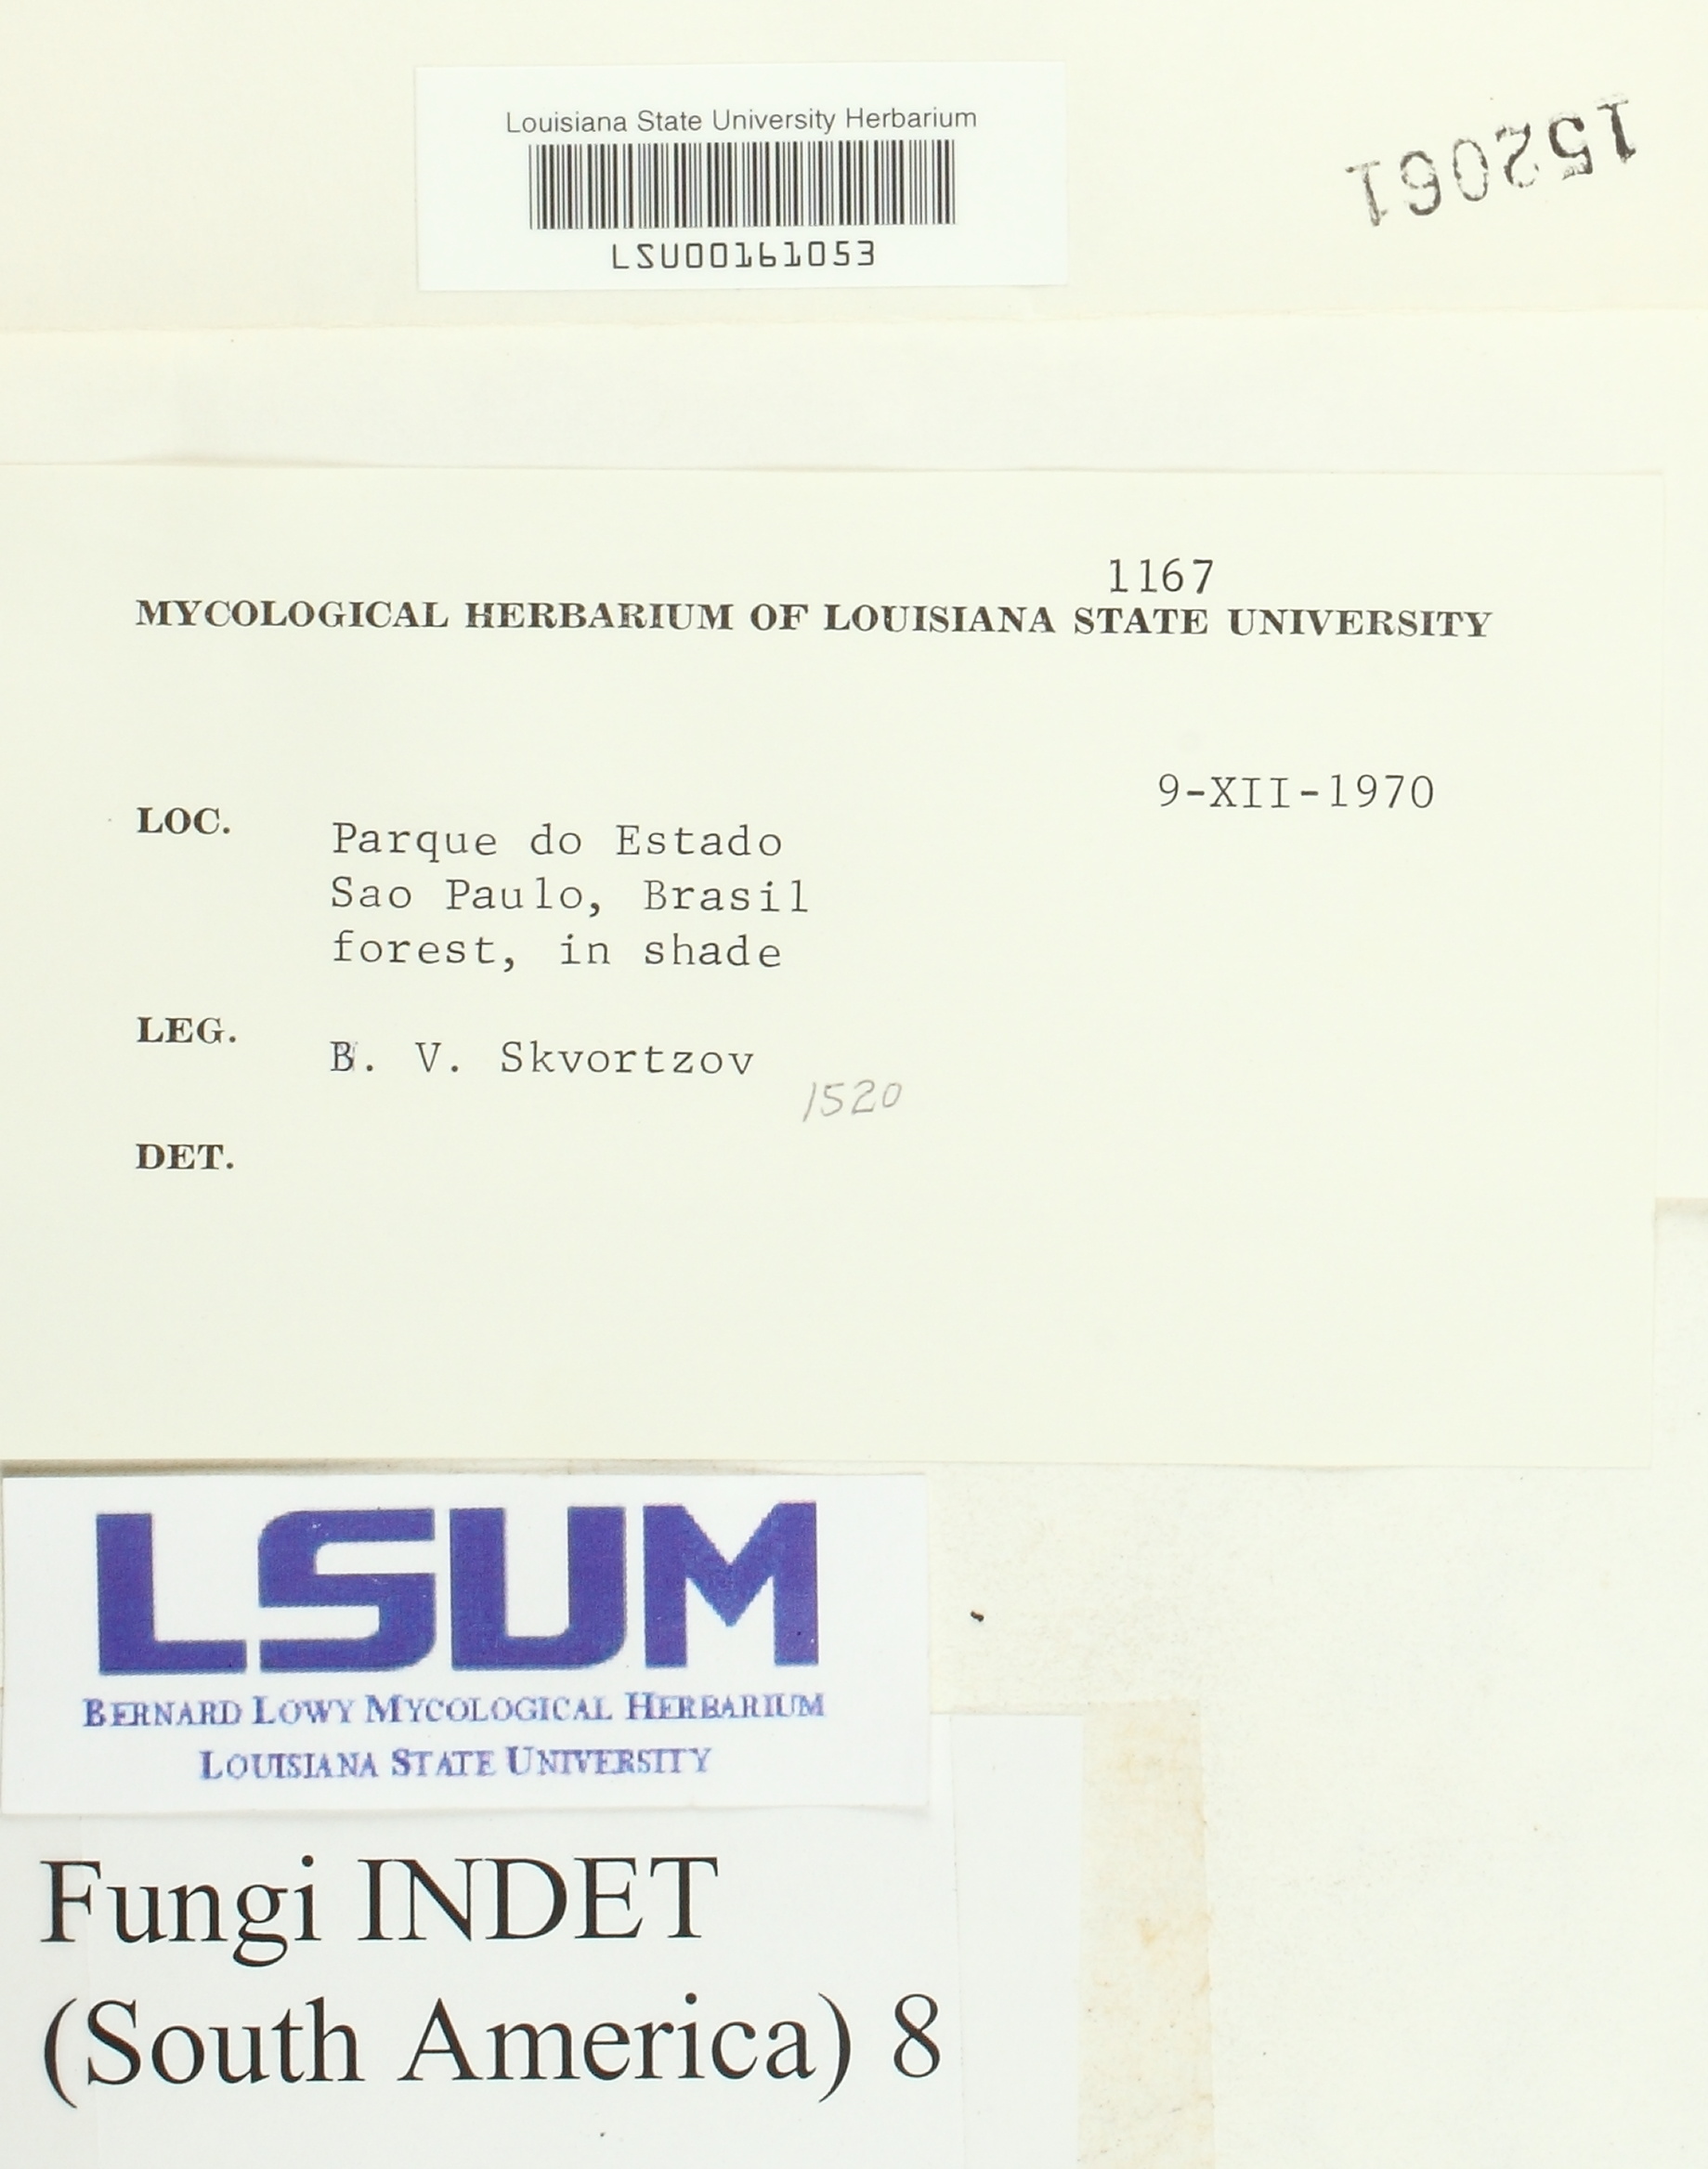 Louisiana State University Herbarium
LSU00161053
152061
1167
MYCOLOGICAL HERBARIUM OF LOUISIANA STATE UNIVERSITY
9-XII-1970
LOC.
Parque do Estado
Sao Paulo, Brasil
forest, in shade
LEG.
B. V. Skvortzov
1520
DET.
LSUM
BERNARD LOWY MYCOLOGICAL HERBARIUM
LOUISIANA STATE UNIVERSITY
Fungi INDET
(South America) 8